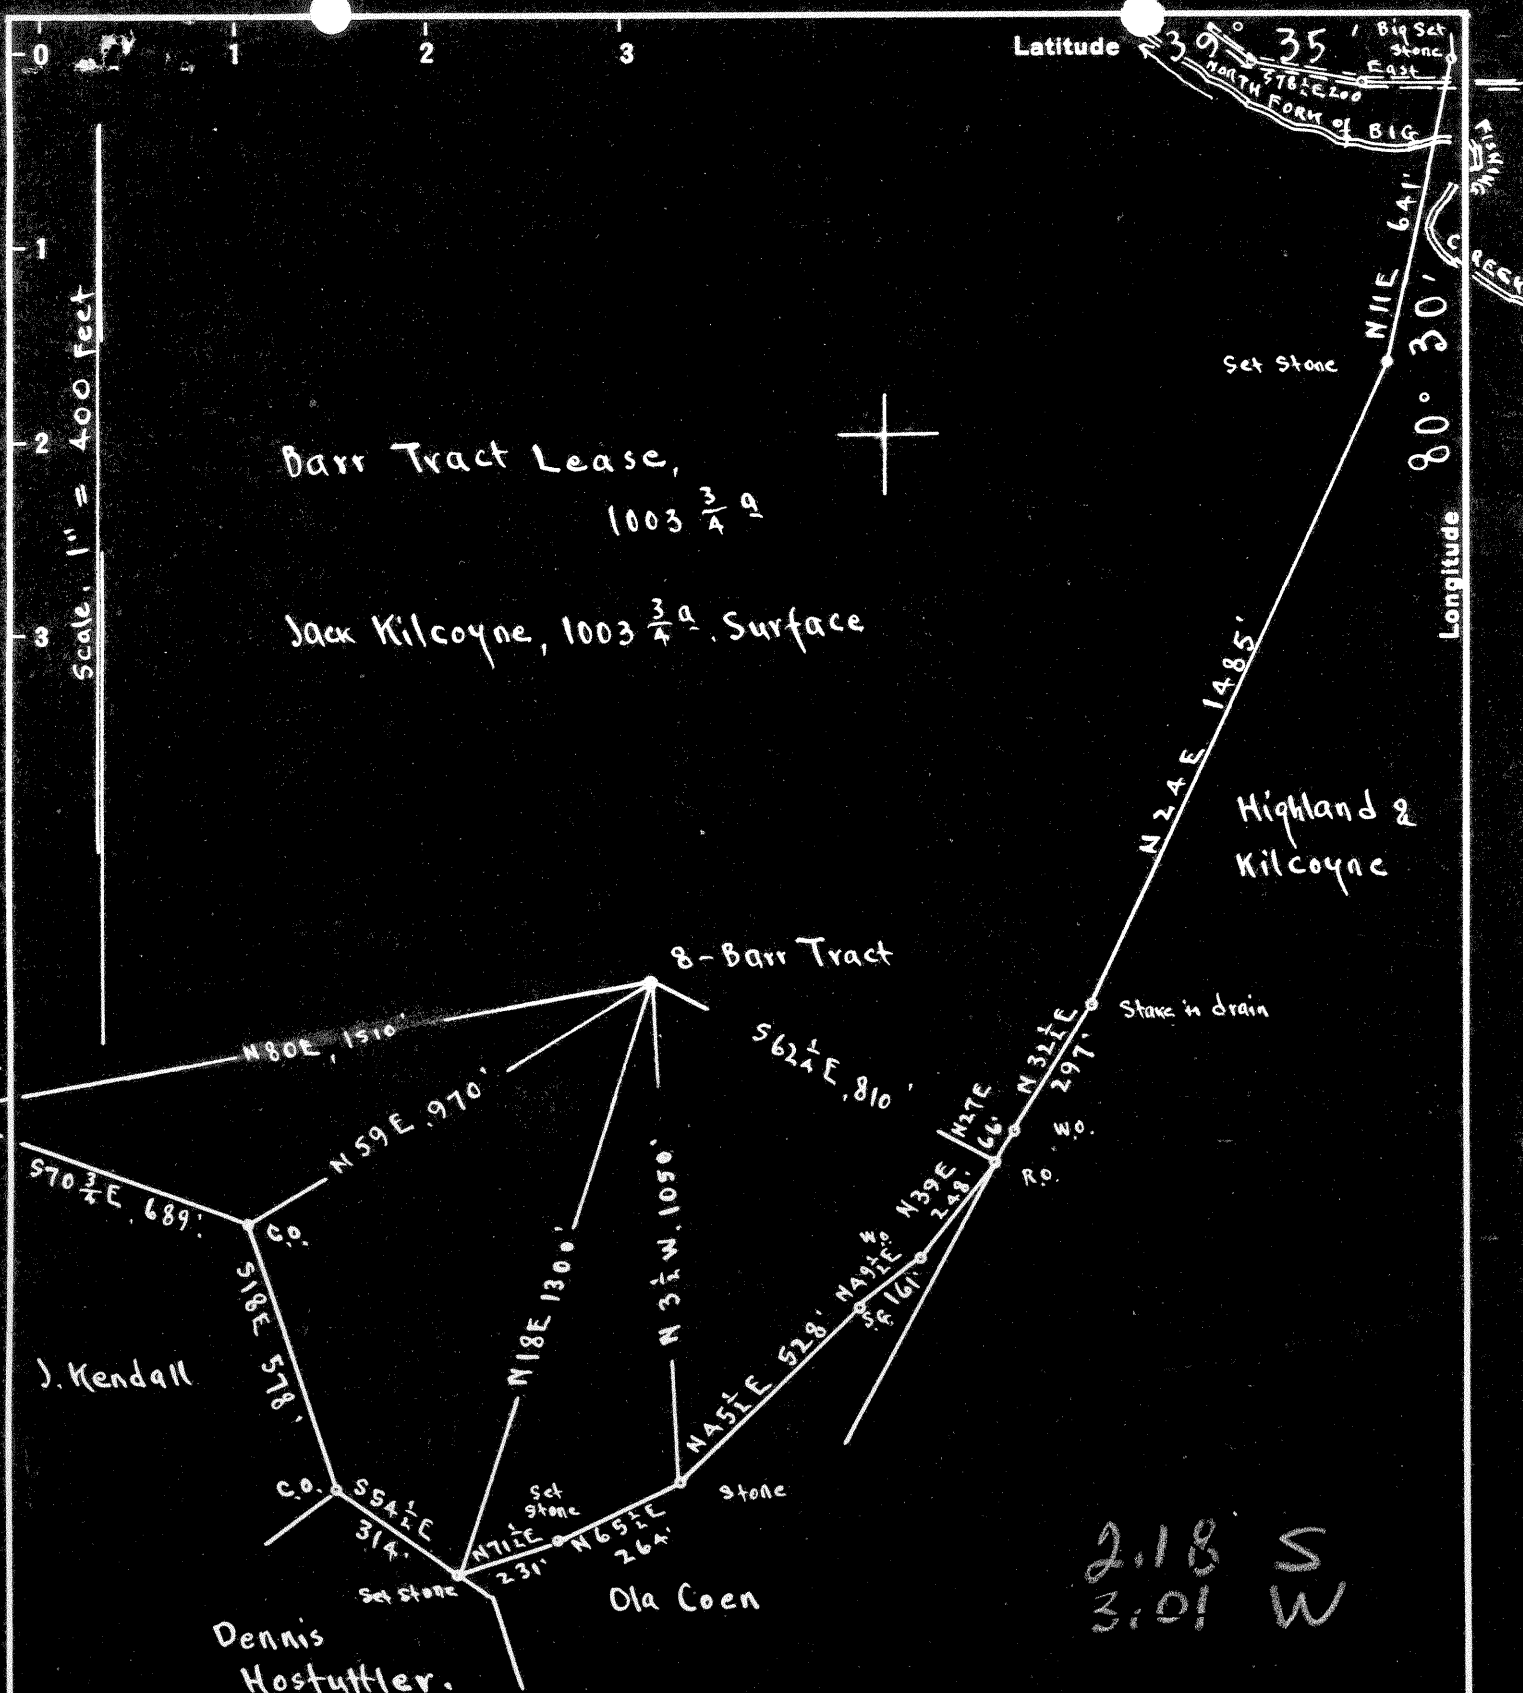 0 1 2 3
Latitude
N 39° 35'
Big Set
Stone
East
S78½E 200
NORTH FORK of BIG
FISHING
CREEK
1
2
3
Scale, 1" = 400 Feet
N11E 641'
Set Stone
80° 30'
Longitude
Barr Tract Lease,
1003 ¾ a
Jack Kilcoyne, 1003 ¾ a. Surface
N24E 1485'
Highland &
Kilcoyne
8-Barr Tract
Stake in drain
N80E, 1510'
S62¼E, 810'
N32½E
297'
N59E, 970'
N27E
66'
W.O.
R.O.
S70¾E, 689'
C.O.
N39E
248'
N 3½ W, 1050'
W.O.
N49½E
161'
S.G.
N18E 1300'
S18E 578'
J. Kendall
N45½E 528'
C.O.
S54½E
314'
Set
Stone
Stone
N71½E
231'
N65½E
264'
Set Stone
Ola Coen
Dennis
Hostuttler.
2.18 S
3.01 W